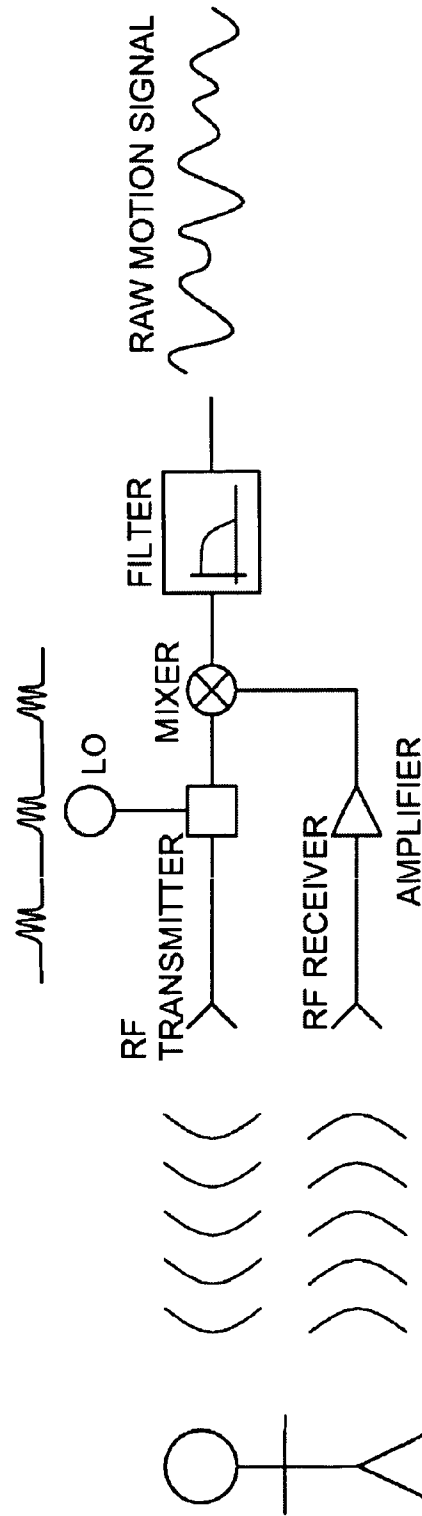 LO
RF
TRANSMITTER
MIXER
FILTER
RAW MOTION SIGNAL
RF RECEIVER
AMPLIFIER